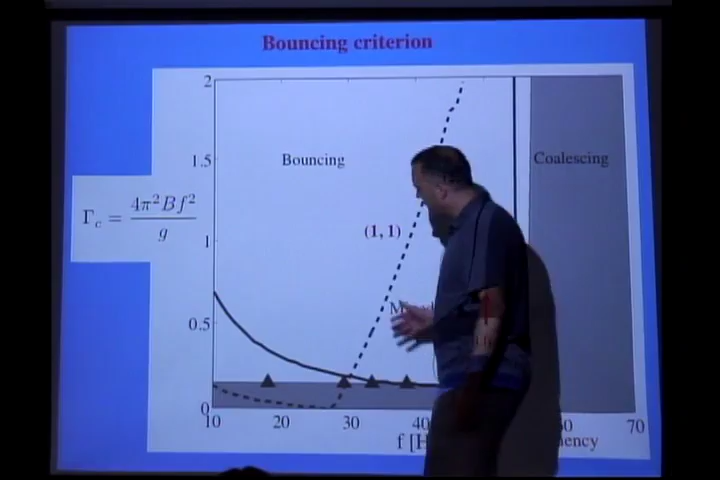 Bouncing criterion
2
1.5
1
0.5
0
Bouncing
Coalescing
(1, 1)
Γc = 4π²Bf² / g
10 20 30 40 70
f [H